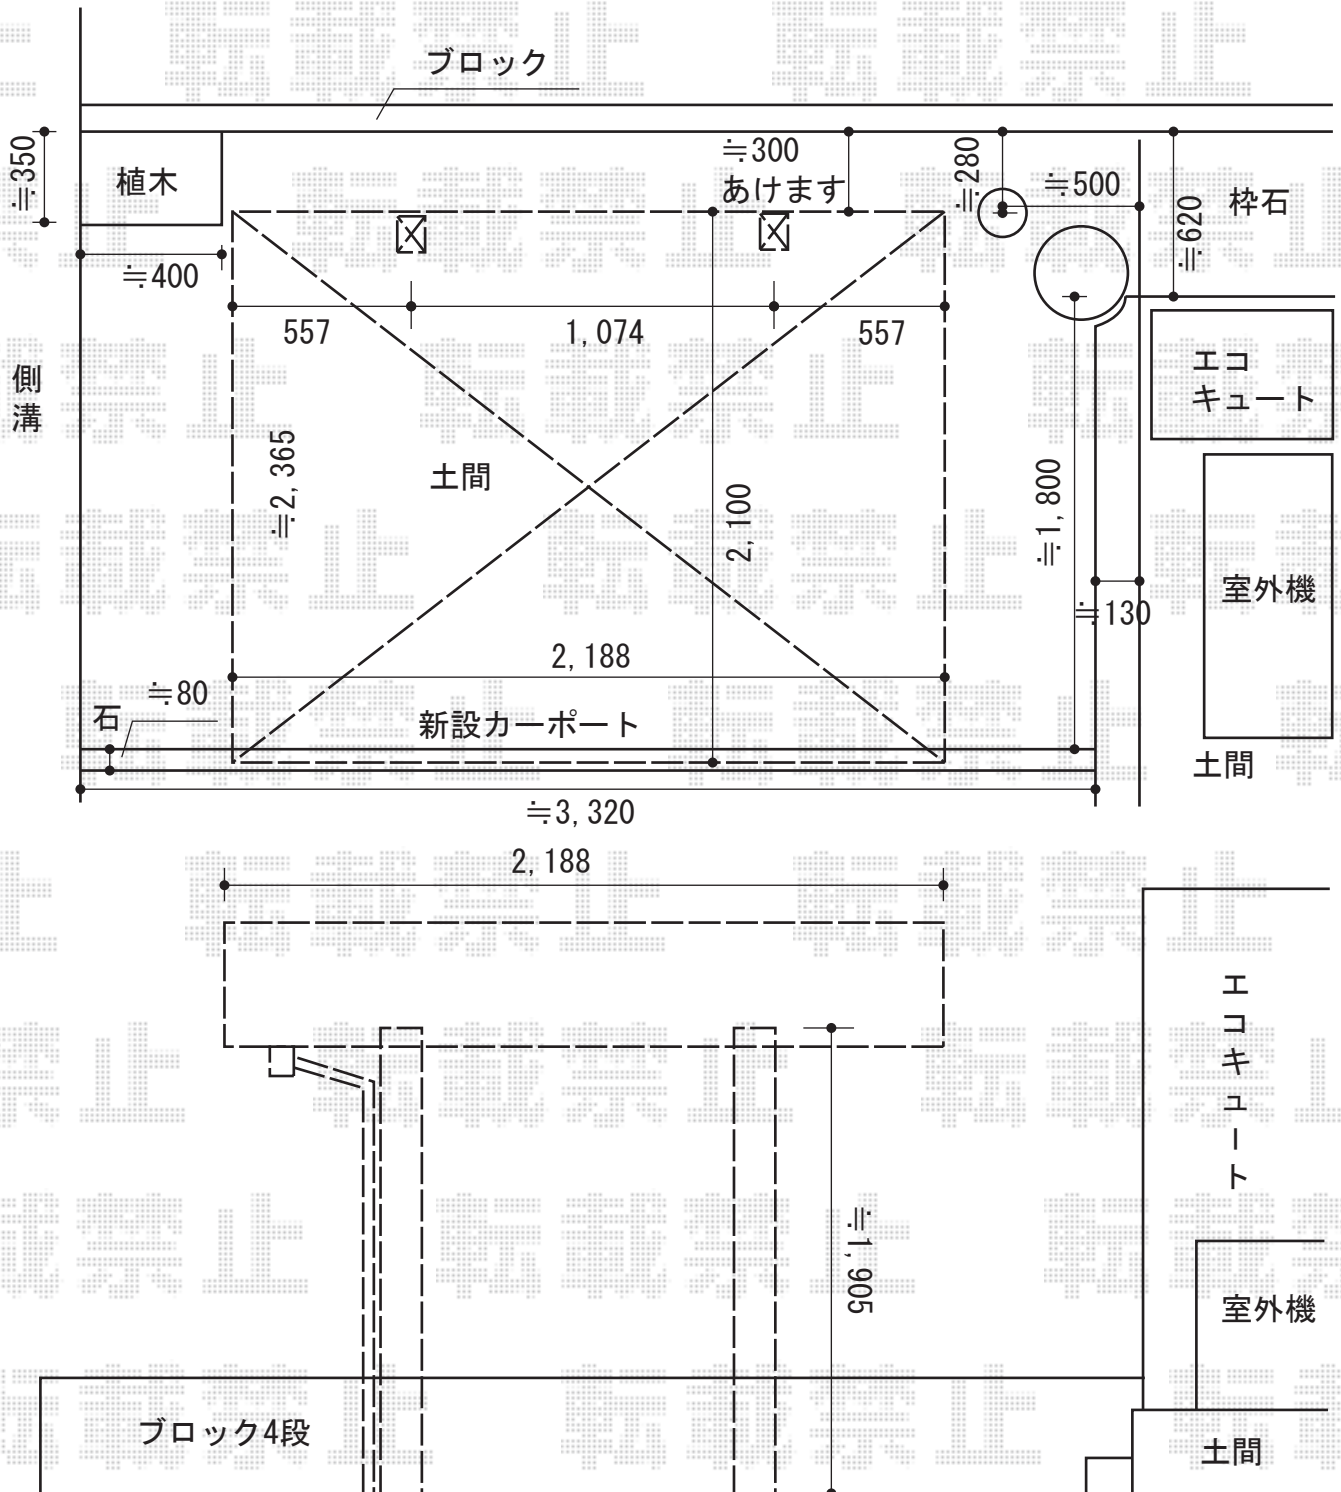 ブロック
≒350
植木
≒300
あけます
≒280
≒500
枠石
≒620
≒400
557
1,074
557
側溝
エコ
キュート
≒2,365
土間
2,100
≒1,800
室外機
≒130
2,188
≒80
石
新設カーポート
土間
≒3,320
2,188
エコキュート
≒1,905
室外機
ブロック4段
土間
転載禁止